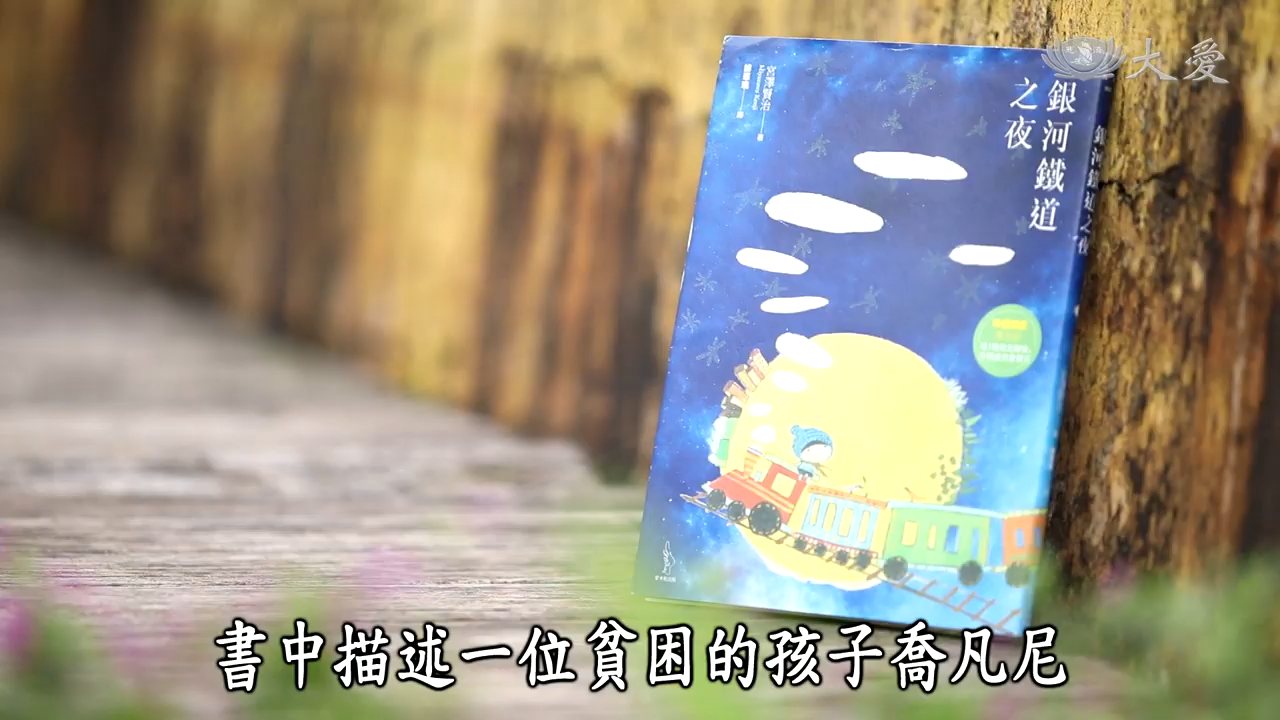 大愛
銀河鐵道
之夜
宮澤賢治
著
銀河鐵道之夜
書中描述一位貧困的孩子喬凡尼